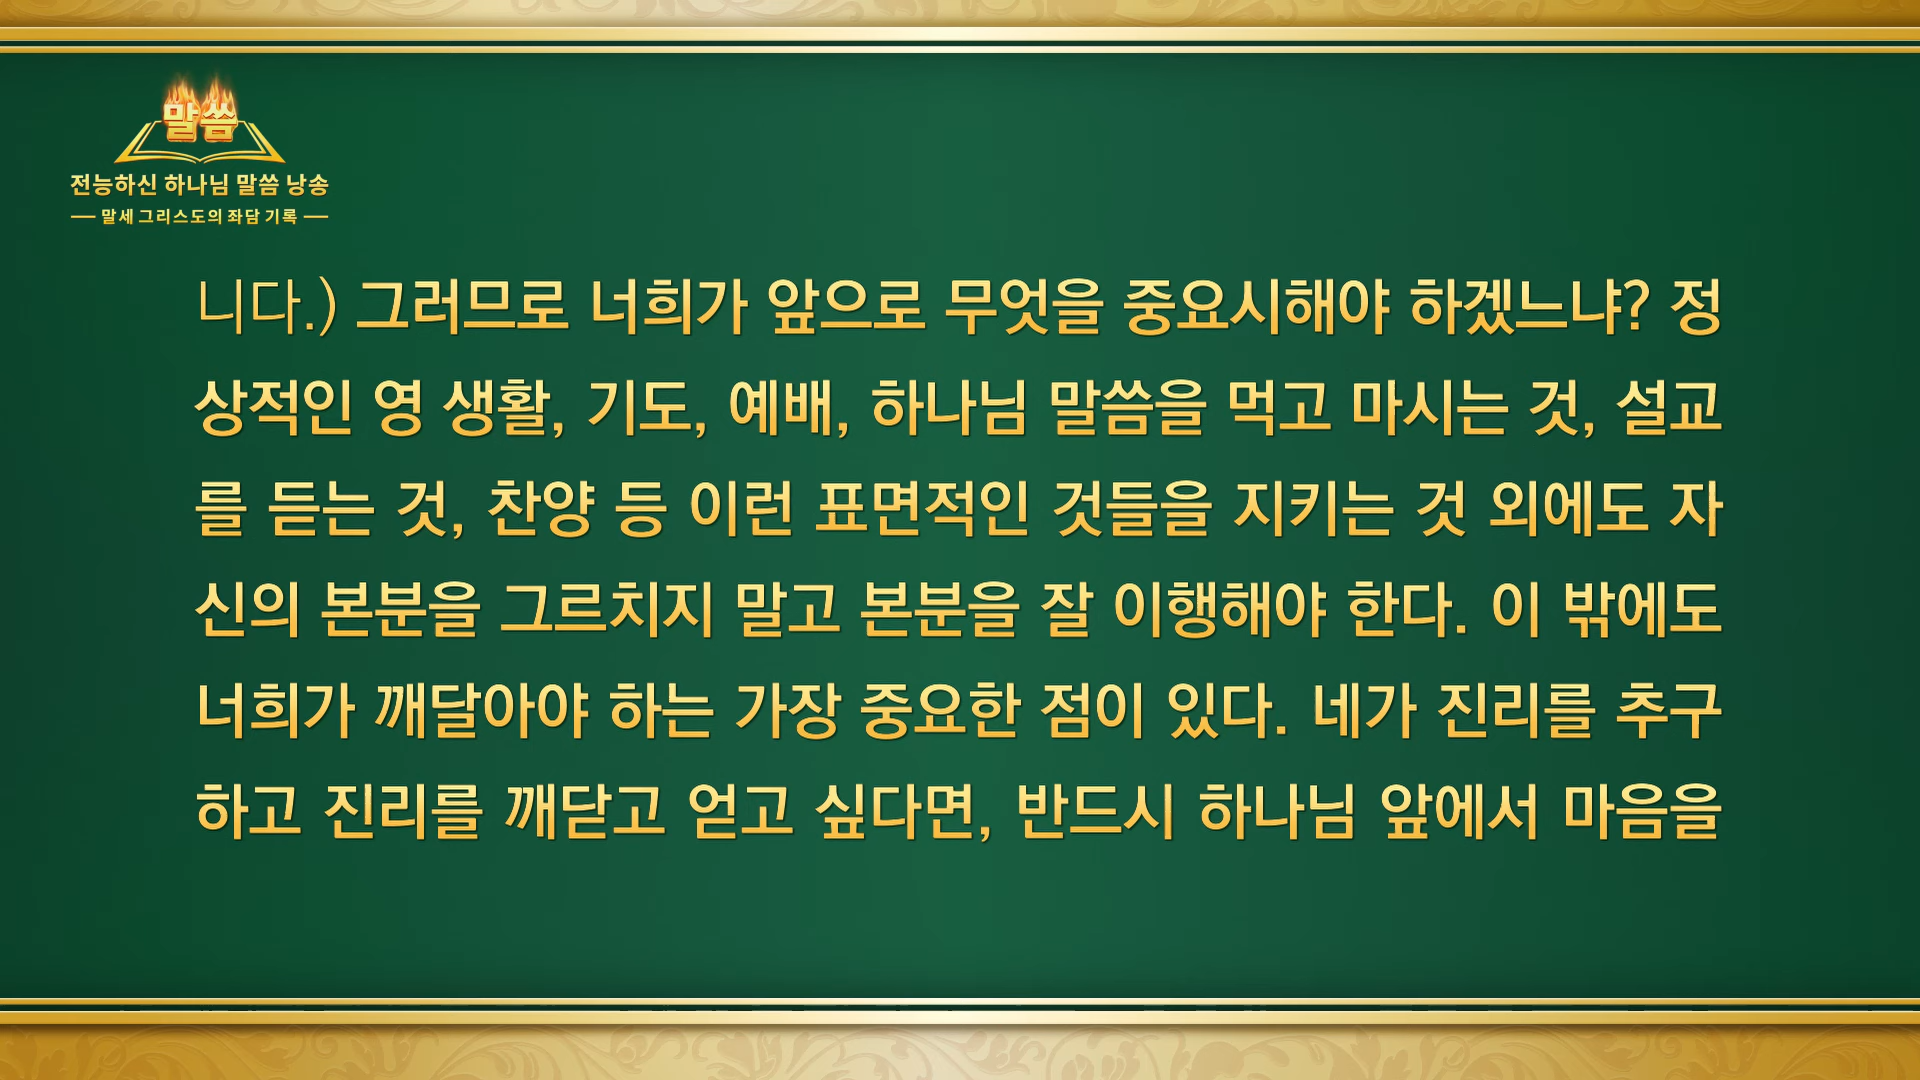 말씀
전능하신 하나님 말씀 낭송
말세 그리스도의 좌담 기록
니다.) 그러므로 너희가 앞으로 무엇을 중요시해야 하겠느냐? 정
상적인 영 생활, 기도, 예배, 하나님 말씀을 먹고 마시는 것, 설교
를 듣는 것, 찬양 등 이런 표면적인 것들을 지키는 것 외에도 자
신의 본분을 그르치지 말고 본분을 잘 이행해야 한다. 이 밖에도
너희가 깨달아야 하는 가장 중요한 점이 있다. 네가 진리를 추구
하고 진리를 깨닫고 얻고 싶다면, 반드시 하나님 앞에서 마음을